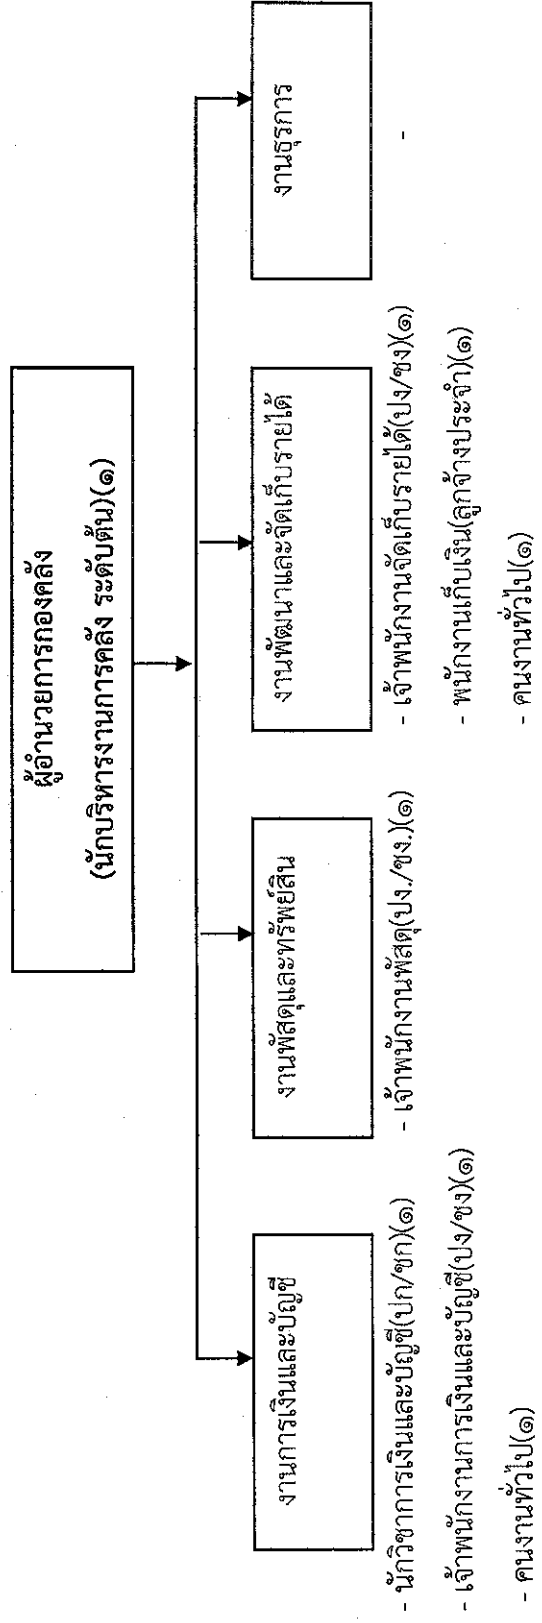 ผู้อำนวยการกองคลัง
(นักบริหารงานการคลัง ระดับต้น)(๑)
งานการเงินและบัญชี
- นักวิชาการเงินและบัญชี(ปก/ชก)(๑)
- เจ้าพนักงานการเงินและบัญชี(ปง/ชง)(๑)
- คนงานทั่วไป(๑)
งานพัสดุและทรัพย์สิน
- เจ้าพนักงานพัสดุ(ปง./ชง.)(๑)
งานพัฒนาและจัดเก็บรายได้
- เจ้าพนักงานจัดเก็บรายได้(ปง/ชง)(๑)
- พนักงานเก็บเงิน(ลูกจ้างประจำ)(๑)
- คนงานทั่วไป(๑)
งานธุรการ
-